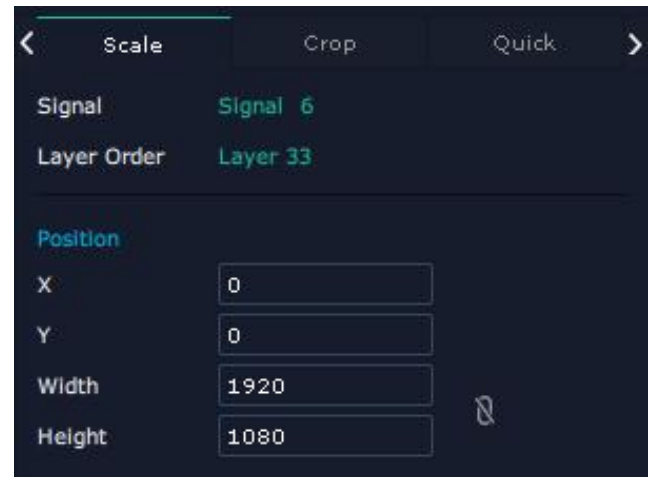 Scale Crop Quick
Signal Signal 6
Layer Order Layer 33
Position
X 0
Y 0
Width 1920
Height 1080